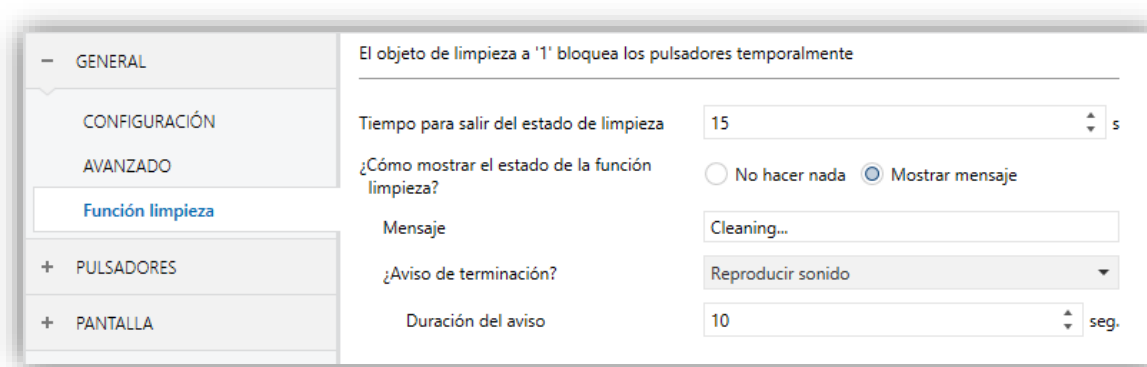 − GENERAL
El objeto de limpieza a '1' bloquea los pulsadores temporalmente
CONFIGURACIÓN
Tiempo para salir del estado de limpieza 15 s
AVANZADO
¿Cómo mostrar el estado de la función
limpieza?
No hacer nada Mostrar mensaje
Función limpieza
Mensaje Cleaning...
+ PULSADORES
¿Aviso de terminación? Reproducir sonido
+ PANTALLA
Duración del aviso 10 seg.